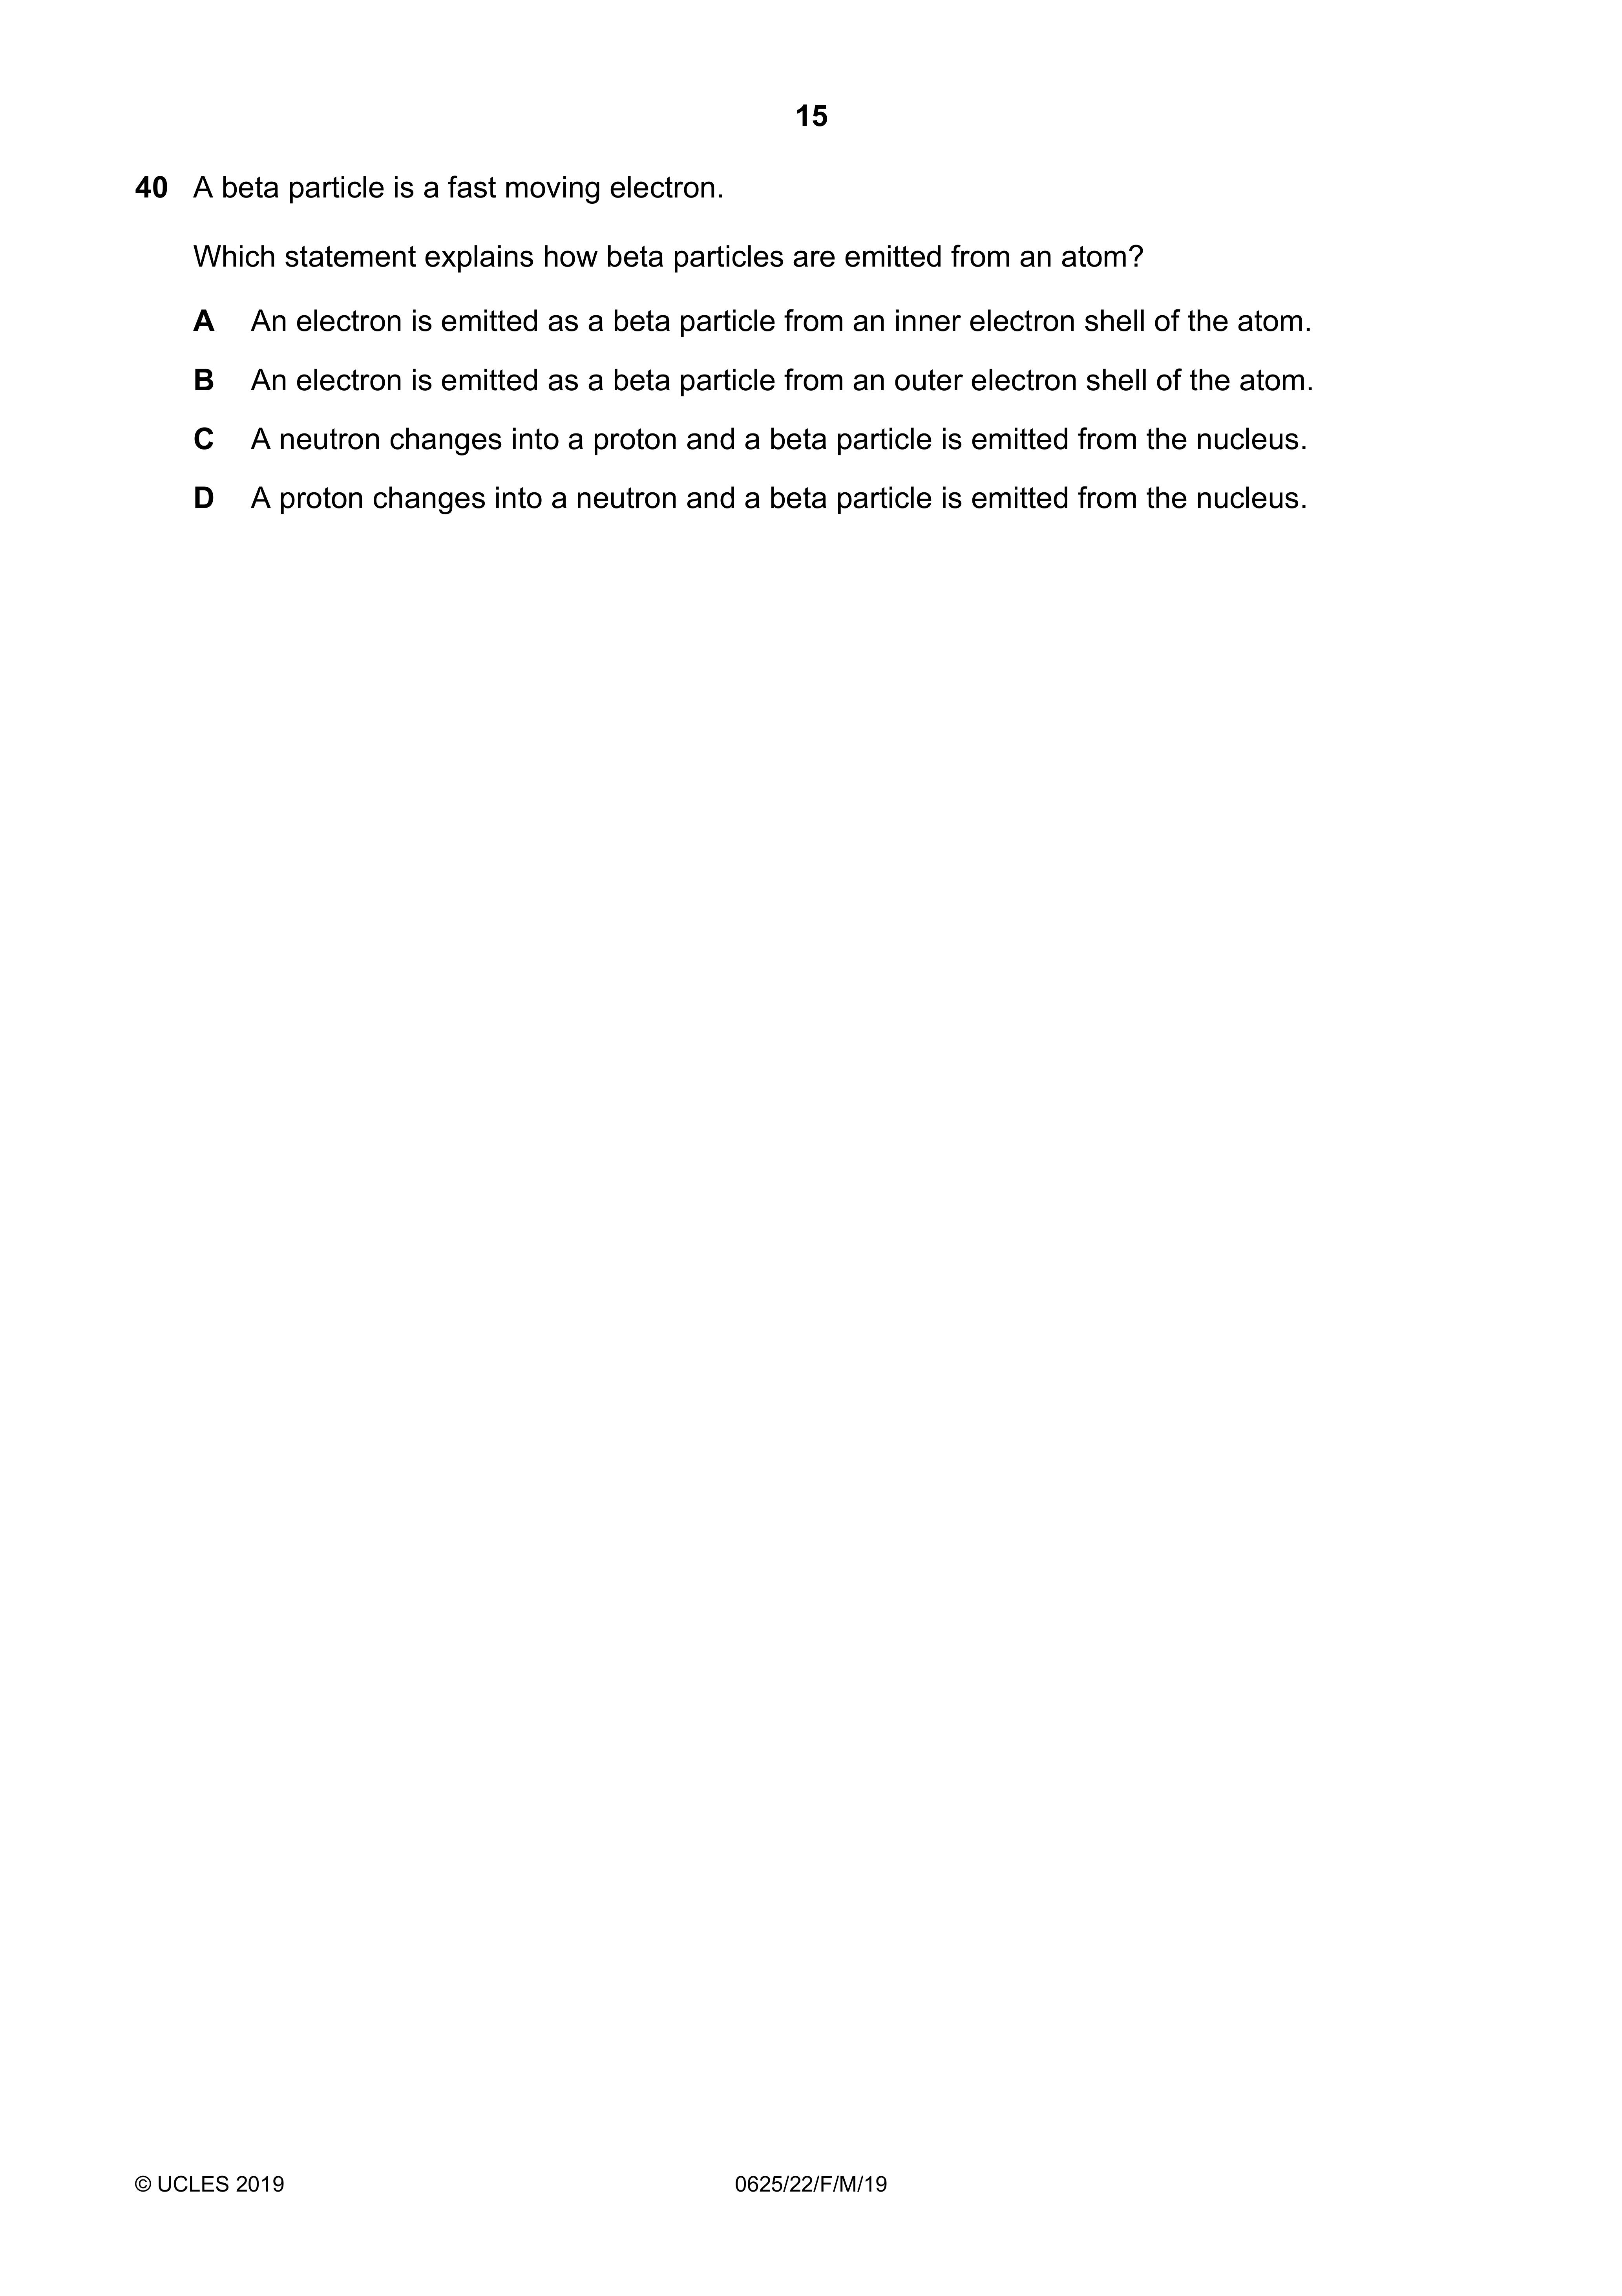 15
40 A beta particle is a fast moving electron.
Which statement explains how beta particles are emitted from an atom?
A An electron is emitted as a beta particle from an inner electron shell of the atom.
B An electron is emitted as a beta particle from an outer electron shell of the atom.
C A neutron changes into a proton and a beta particle is emitted from the nucleus.
D A proton changes into a neutron and a beta particle is emitted from the nucleus.
© UCLES 2019 0625/22/F/M/19